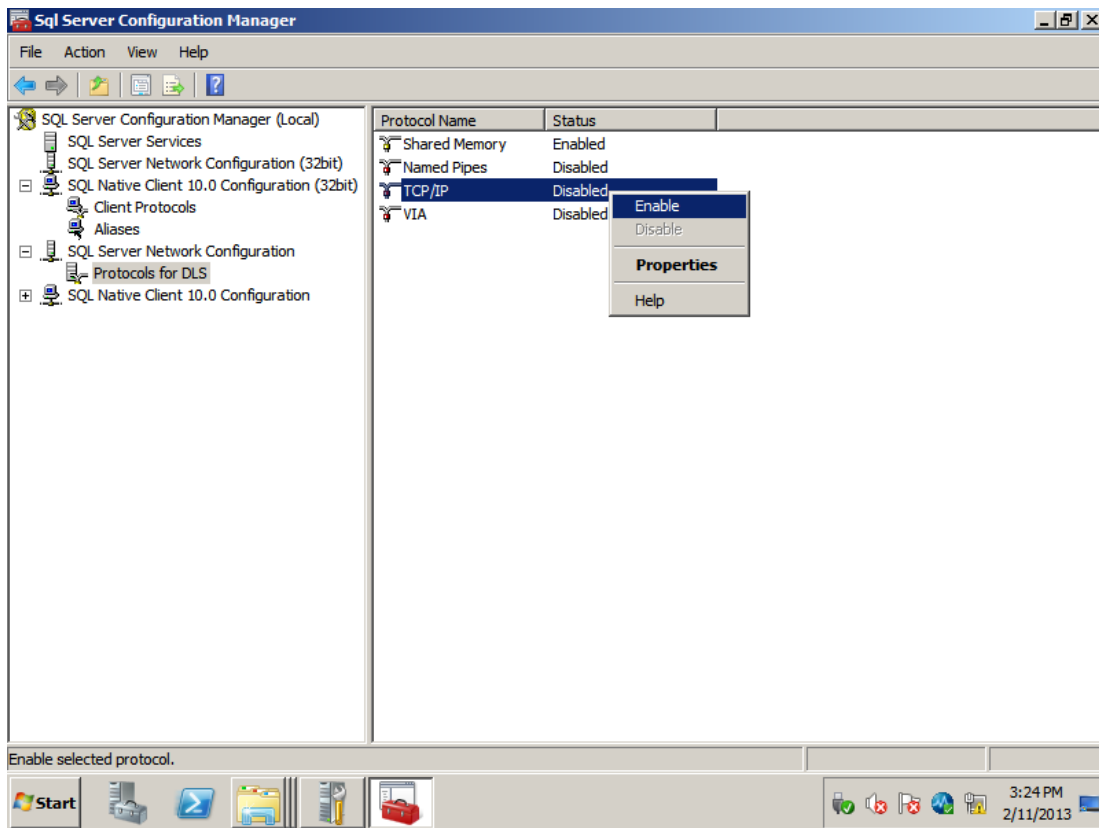 Sql Server Configuration Manager
File Action View Help
SQL Server Configuration Manager (Local)
SQL Server Services
SQL Server Network Configuration (32bit)
SQL Native Client 10.0 Configuration (32bit)
Client Protocols
Aliases
SQL Server Network Configuration
Protocols for DLS
SQL Native Client 10.0 Configuration
Protocol Name Status
Shared Memory Enabled
Named Pipes Disabled
TCP/IP Disabled
VIA Disabled
Enable
Disable
Properties
Help
Enable selected protocol.
Start
3:24 PM
2/11/2013